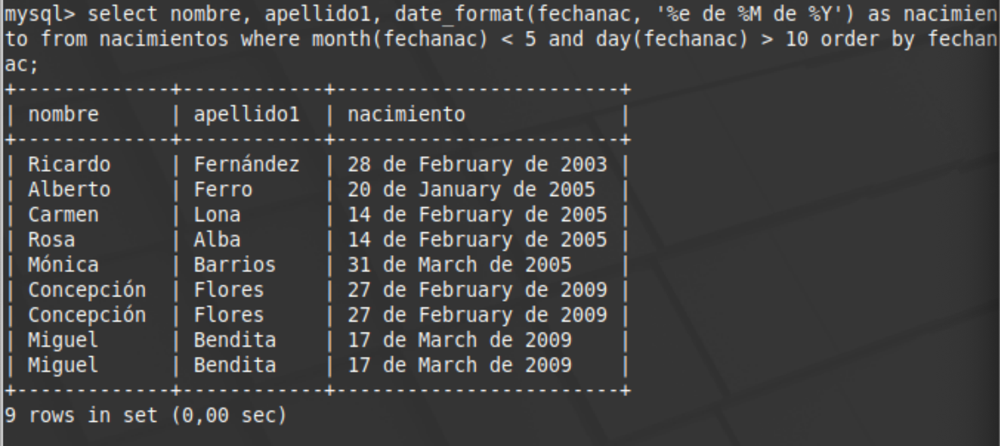 mysql> select nombre, apellido1, date_format(fechanac, '%e de %M de %Y') as nacimien
to from nacimientos where month(fechanac) < 5 and day(fechanac) > 10 order by fechan
ac;
+-------------+------------+------------------------+
| nombre      | apellido1  | nacimiento             |
+-------------+------------+------------------------+
| Ricardo     | Fernández  | 28 de February de 2003 |
| Alberto     | Ferro      | 20 de January de 2005  |
| Carmen      | Lona       | 14 de February de 2005 |
| Rosa        | Alba       | 14 de February de 2005 |
| Mónica      | Barrios    | 31 de March de 2005    |
| Concepción  | Flores     | 27 de February de 2009 |
| Concepción  | Flores     | 27 de February de 2009 |
| Miguel      | Bendita    | 17 de March de 2009    |
| Miguel      | Bendita    | 17 de March de 2009    |
+-------------+------------+------------------------+
9 rows in set (0,00 sec)